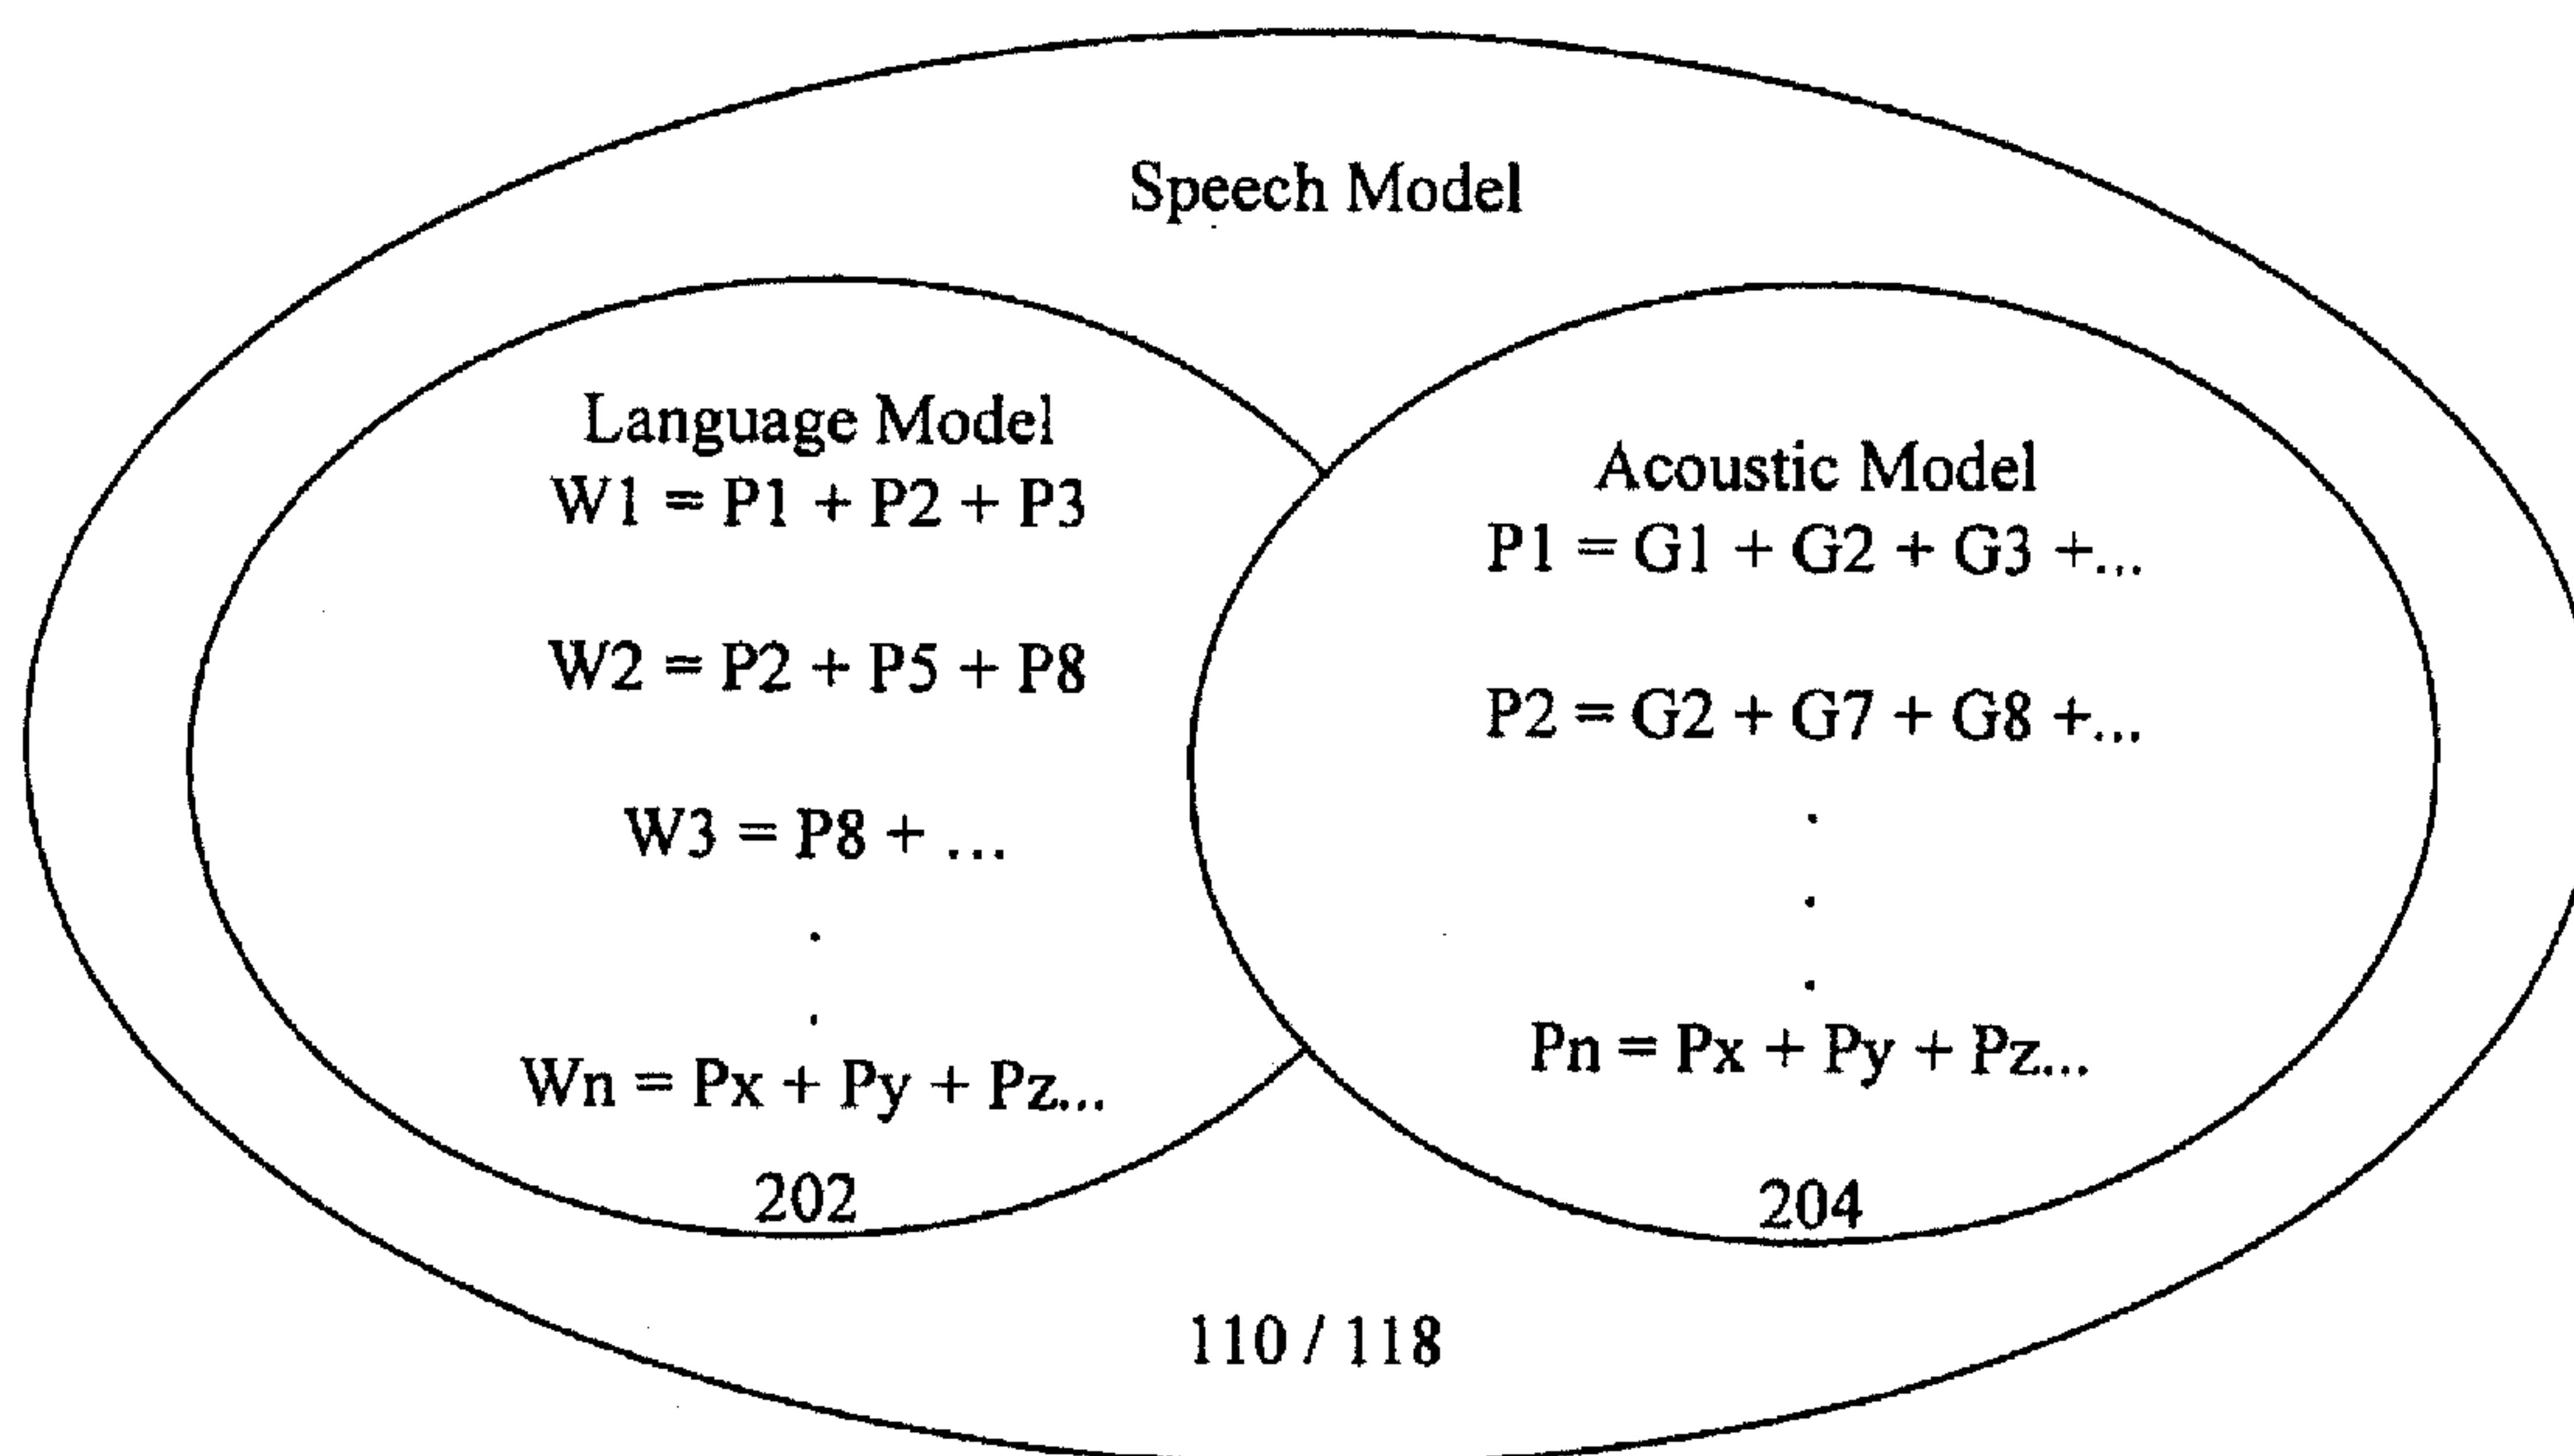 Speech Model
Language Model
W1 = P1 + P2 + P3
W2 = P2 + P5 + P8
W3 = P8 + ...
.
.
Wn = Px + Py + Pz...
202
Acoustic Model
P1 = G1 + G2 + G3 +...
P2 = G2 + G7 + G8 +...
.
.
.
Pn = Px + Py + Pz...
204
110 / 118